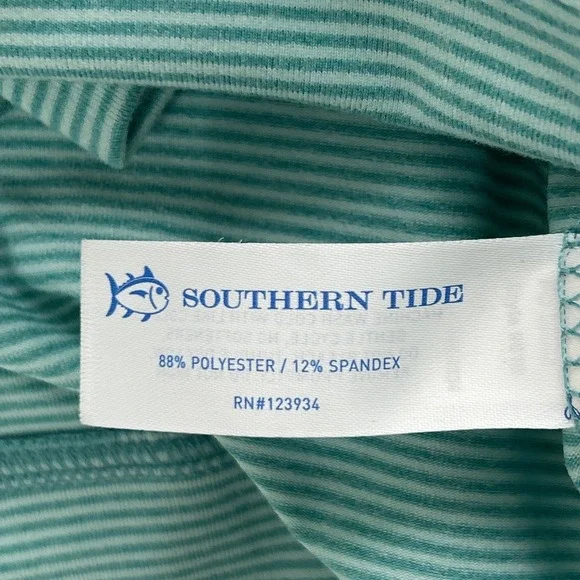 SOUTHERN TIDE
88% POLYESTER / 12% SPANDEX
RN#123934